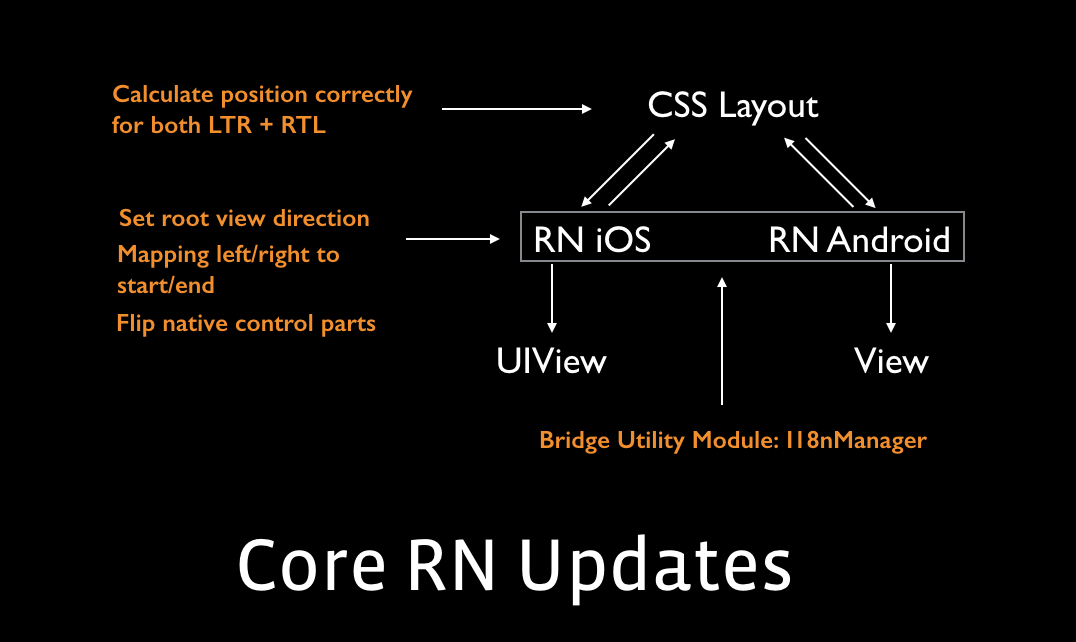 Calculate position correctly
for both LTR + RTL
CSS Layout
Set root view direction
Mapping left/right to
start/end
Flip native control parts
RN iOS
RN Android
UIView
View
Bridge Utility Module: I18nManager
Core RN Updates